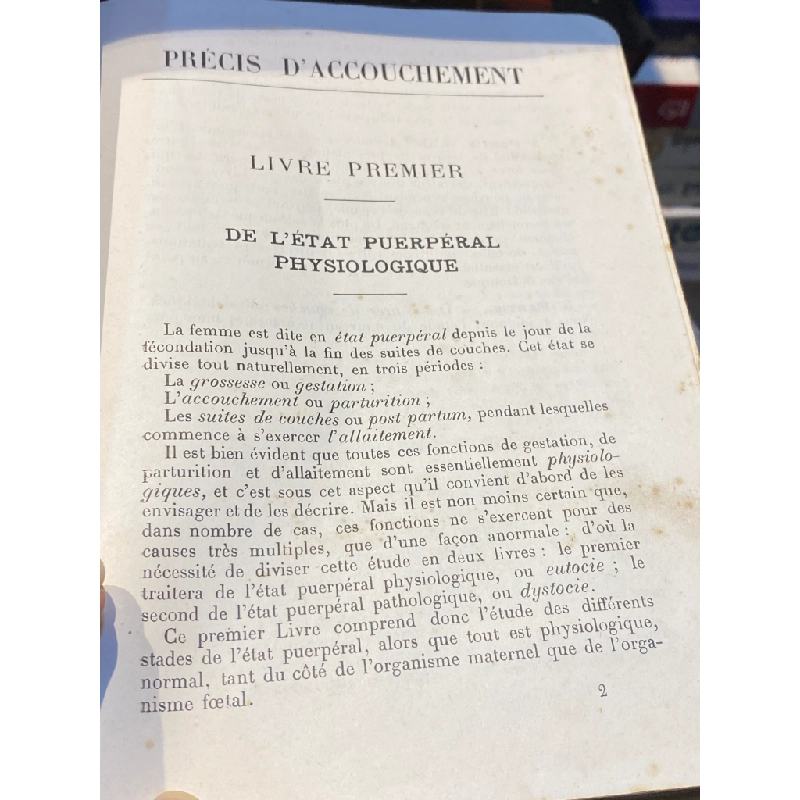 PRÉCIS D'ACCOUCHEMENT
LIVRE PREMIER
DE L'ÉTAT PUERPÉRAL
PHYSIOLOGIQUE
La femme est dite en état puerpéral depuis le jour de la
fécondation jusqu'à la fin des suites de couches. Cet état se
divise tout naturellement, en trois périodes :
La grossesse ou gestation ;
L'accouchement ou parturition ;
Les suites de couches ou post partum, pendant lesquelles
commence à s'exercer l'allaitement.
Il est bien évident que toutes ces fonctions de gestation, de
parturition et d'allaitement sont essentiellement physiolo-
giques, et c'est sous cet aspect qu'il convient d'abord de les
envisager et de les décrire. Mais il est non moins certain que,
dans nombre de cas, ces fonctions ne s'exercent pour des
causes très multiples, que d'une façon anormale ; d'où la
nécessité de diviser cette étude en deux livres : le premier
traitera de l'état puerpéral physiologique, ou eutocie ; le
second de l'état puerpéral pathologique, ou dystocie.
Ce premier Livre comprend donc l'étude des différents
stades de l'état puerpéral, alors que tout est physiologique,
normal, tant du côté de l'organisme maternel que de l'orga-
nisme fœtal.
2